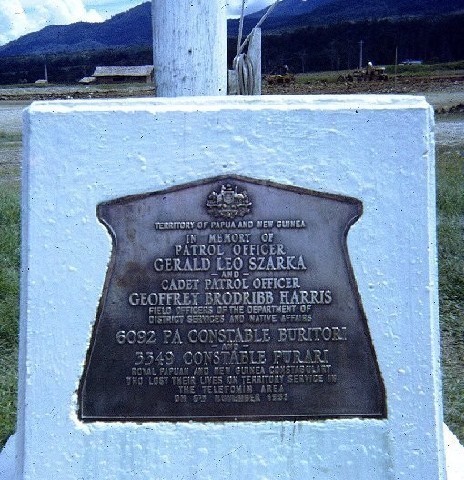 TERRITORY OF PAPUA AND NEW GUINEA
IN MEMORY OF
PATROL OFFICER
GERALD LEO SZARKA
- AND -
CADET PATROL OFFICER
GEOFFREY BRODRIBB HARRIS
FIELD OFFICERS OF THE DEPARTMENT OF
DISTRICT SERVICES AND NATIVE AFFAIRS
6092 PA CONSTABLE BURITORI
AND
3349 CONSTABLE PURARI
ROYAL PAPUAN AND NEW GUINEA CONSTABULARY
WHO LOST THEIR LIVES ON TERRITORY SERVICE IN
THE TELEFOMIN AREA
ON NOVEMBER